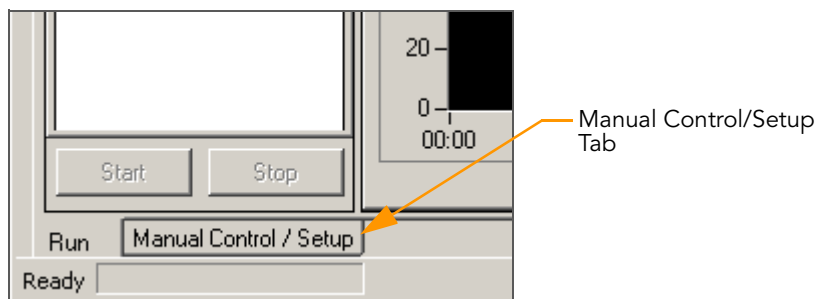 20
0
00:00
Manual Control/Setup
Tab
Start Stop
Run Manual Control / Setup
Ready